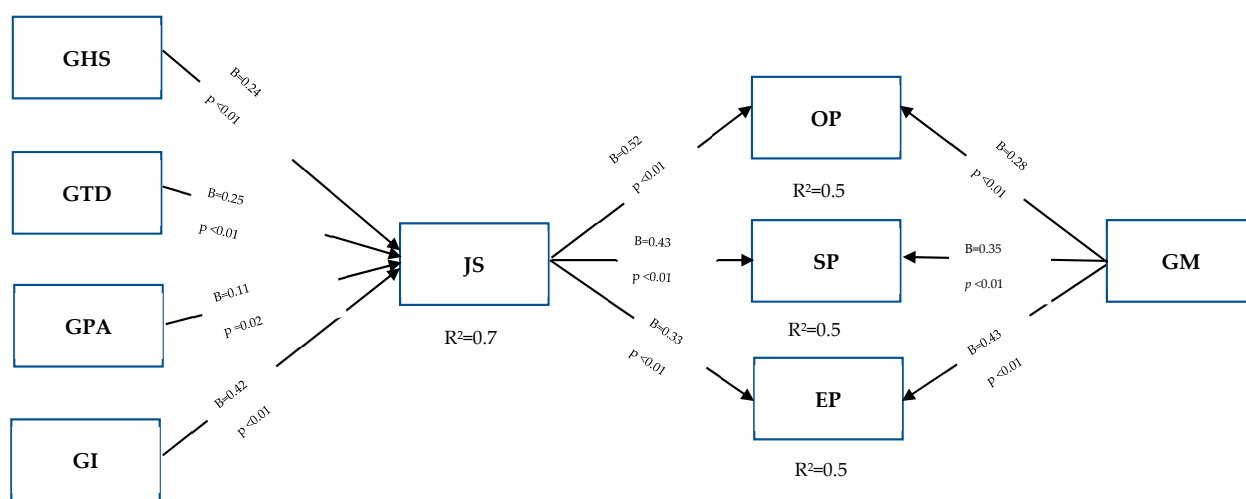 GHS
B=0.24
p <0.01
GTD
B=0.25
p <0.01
GPA
B=0.11
p =0.02
GI
B=0.42
p <0.01
JS
R²=0.7
B=0.52
p <0.01
B=0.43
p <0.01
B=0.33
p <0.01
OP
R²=0.5
SP
R²=0.5
EP
R²=0.5
B=0.28
p <0.01
B=0.35
p <0.01
B=0.43
p <0.01
GM